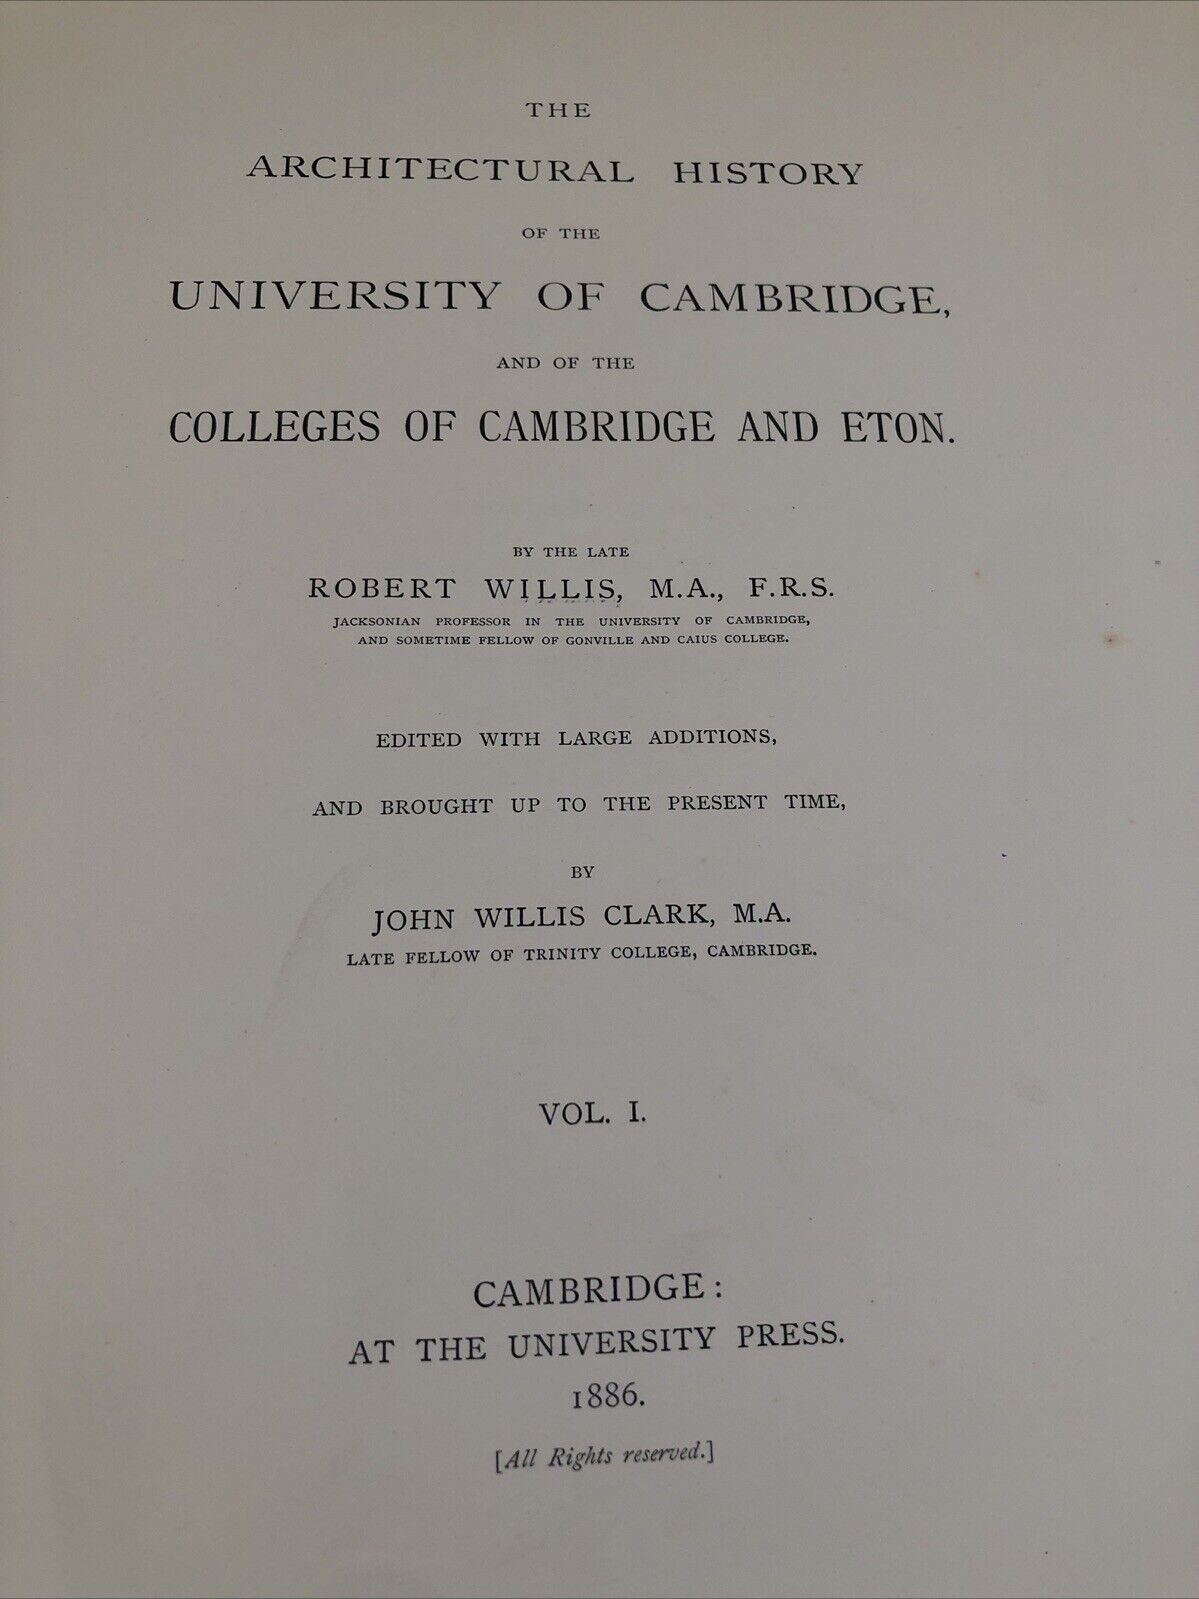 THE
ARCHITECTURAL HISTORY
OF THE
UNIVERSITY OF CAMBRIDGE,
AND OF THE
COLLEGES OF CAMBRIDGE AND ETON.
BY THE LATE
ROBERT WILLIS, M.A., F.R.S.
JACKSONIAN PROFESSOR IN THE UNIVERSITY OF CAMBRIDGE,
AND SOMETIME FELLOW OF GONVILLE AND CAIUS COLLEGE.
EDITED WITH LARGE ADDITIONS,
AND BROUGHT UP TO THE PRESENT TIME,
BY
JOHN WILLIS CLARK, M.A.
LATE FELLOW OF TRINITY COLLEGE, CAMBRIDGE.
VOL. I.
CAMBRIDGE:
AT THE UNIVERSITY PRESS.
1886.
[All Rights reserved.]